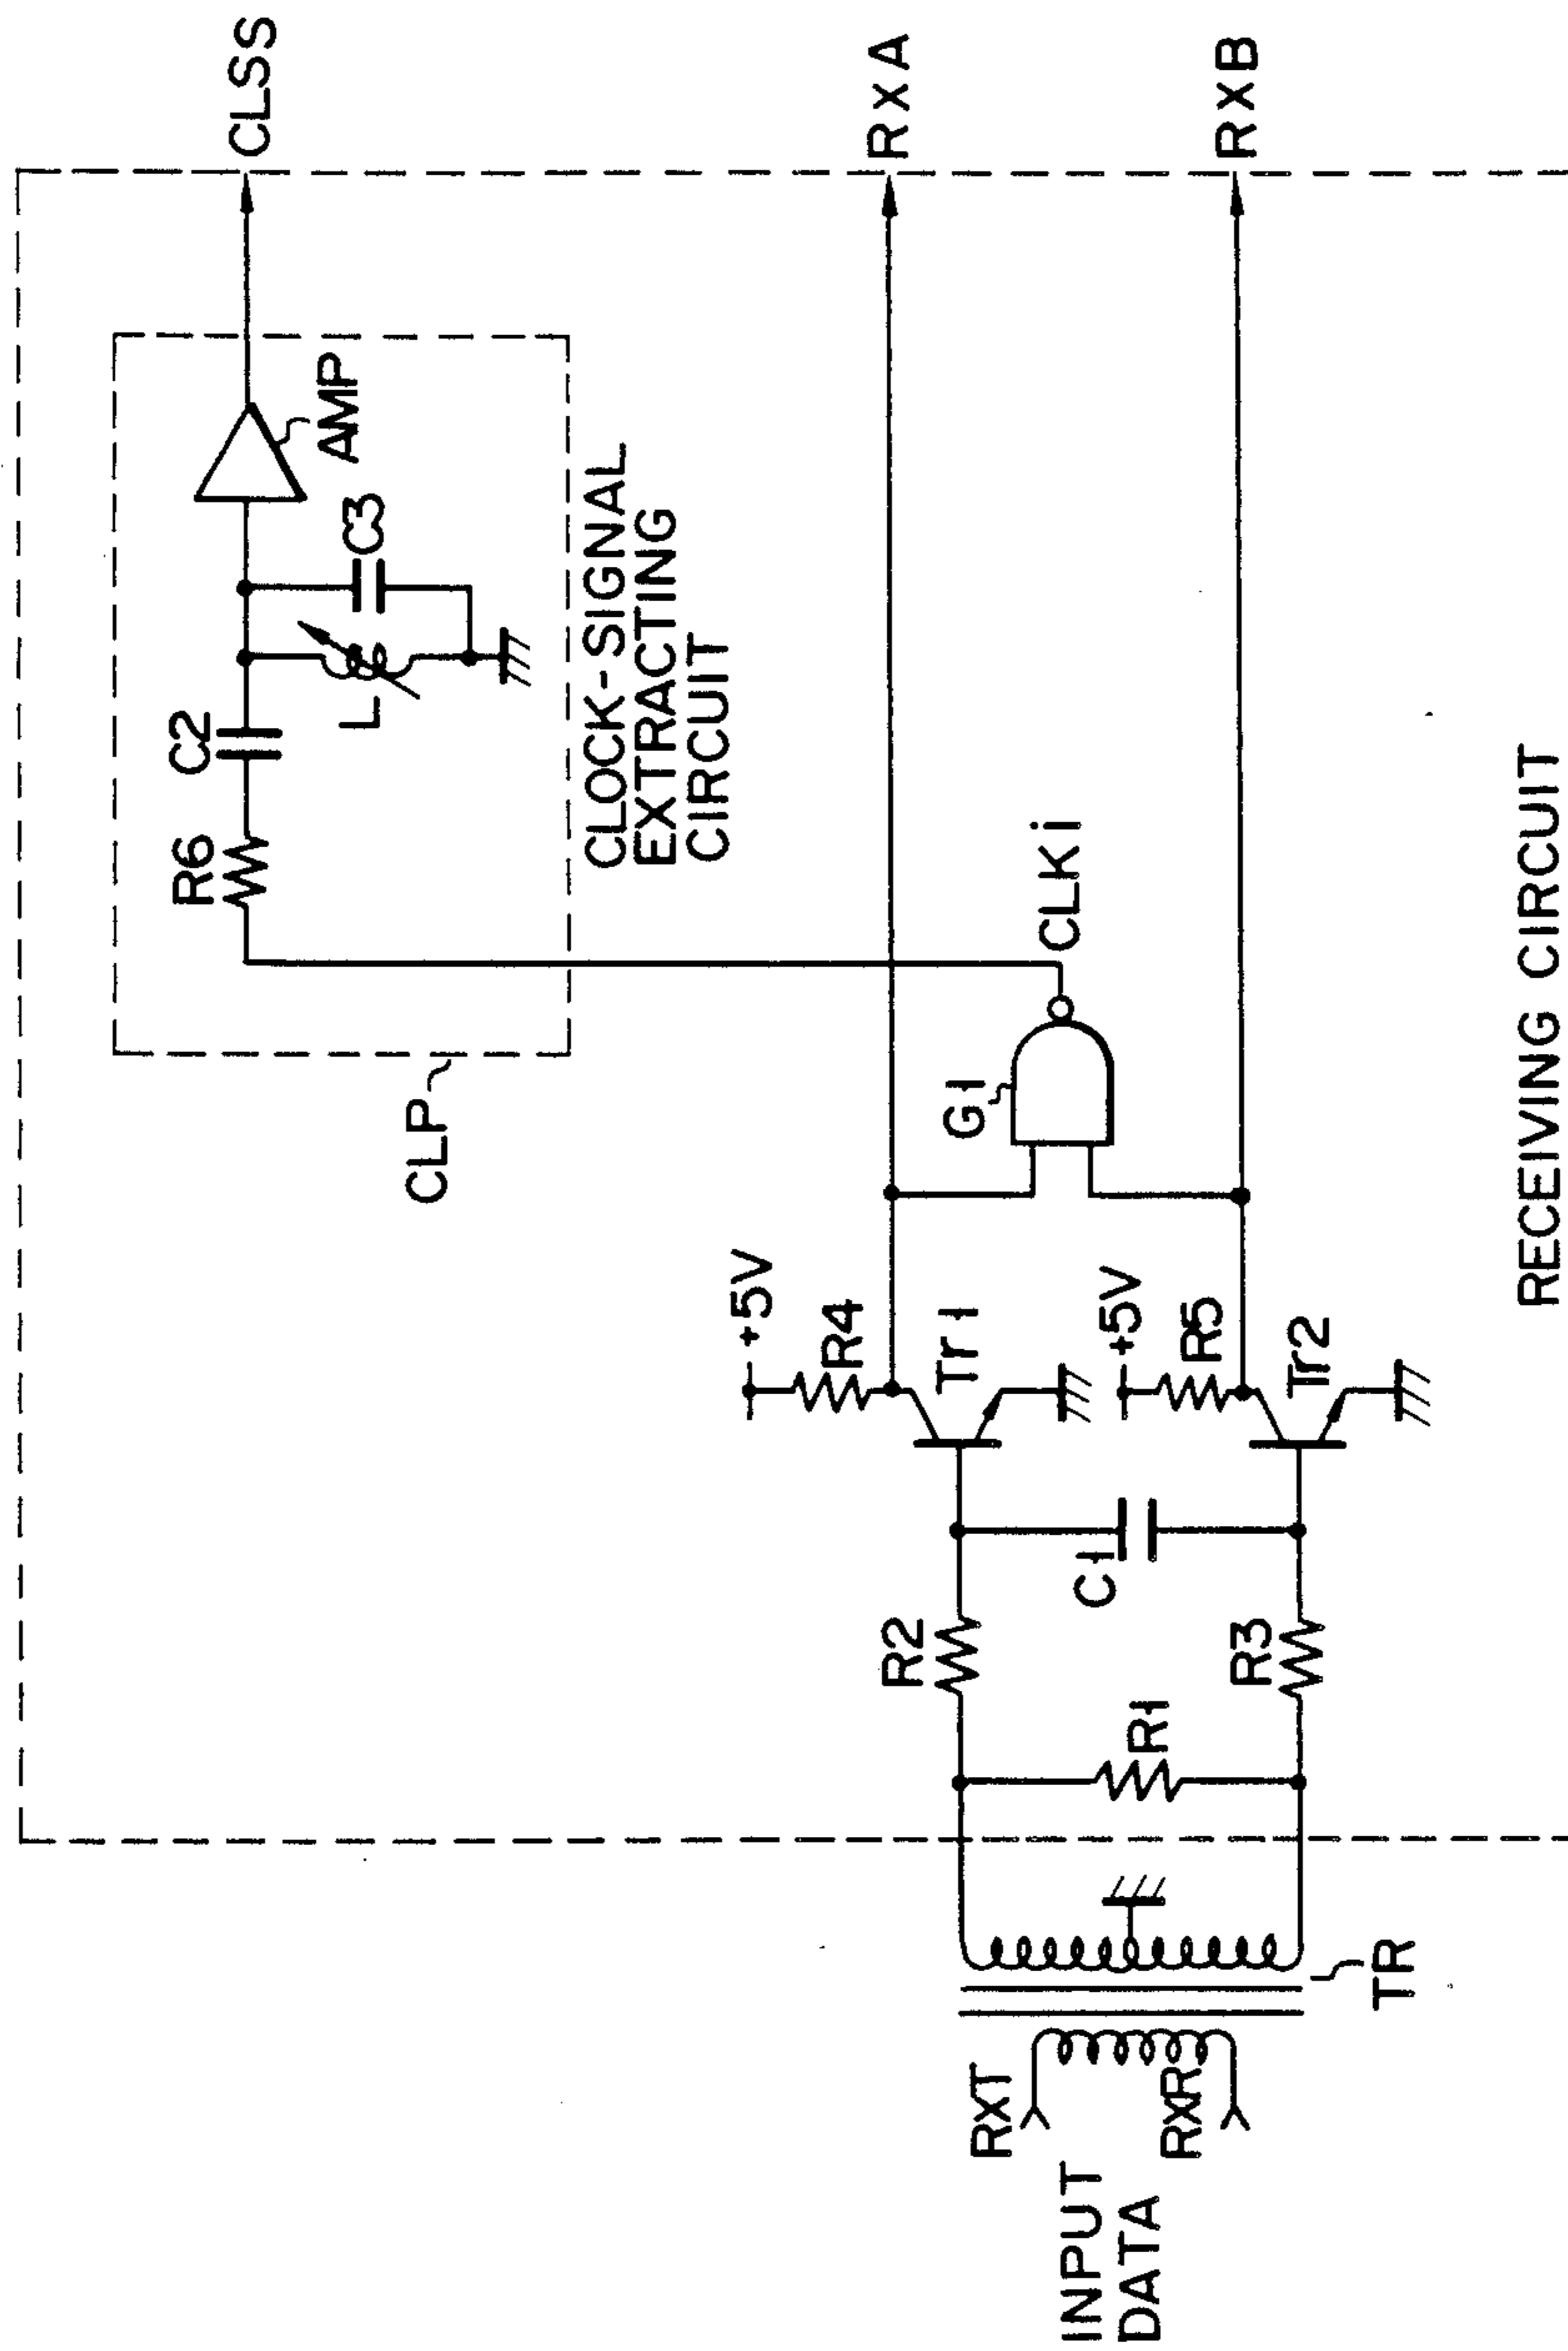 CLSS
AMP
C2
R6
C3
L
CLOCK-SIGNAL
EXTRACTING
CIRCUIT
CLP
RXA
+5V
R4
Tr1
G1
CLKi
R2
C1
R1
+5V
R5
Tr2
R3
RXB
RXT
RXR
INPUT
DATA
TR
RECEIVING CIRCUIT